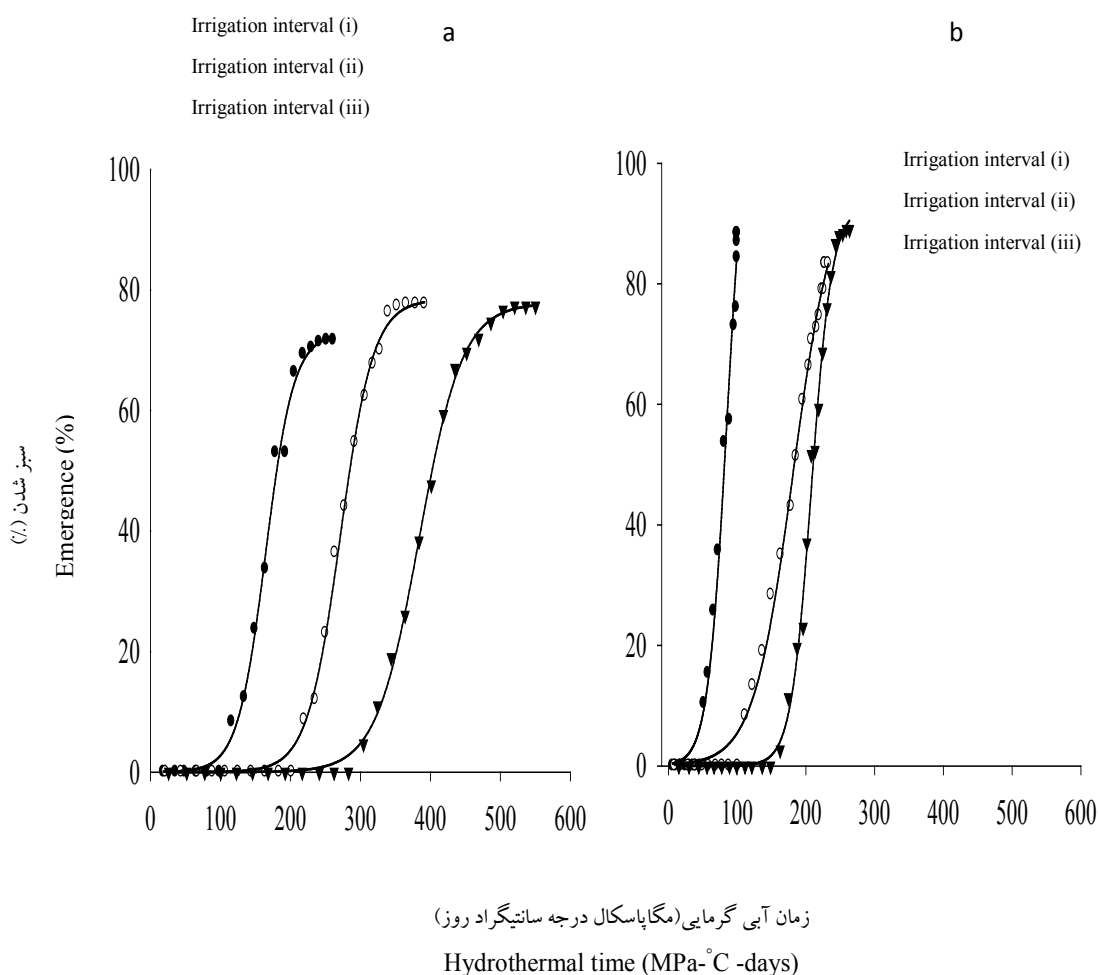 Irrigation interval (i)
Irrigation interval (ii)
Irrigation interval (iii)
a
100
80
60
40
20
0
0 100 200 300 400 500 600
b
Irrigation interval (i)
Irrigation interval (ii)
Irrigation interval (iii)
100
80
60
40
20
0
0 100 200 300 400 500 600
سبز شدن (٪)
Emergence (%)
زمان آبی گرمایی(مگاپاسکال درجه سانتیگراد روز)
Hydrothermal time (MPa-°C -days)